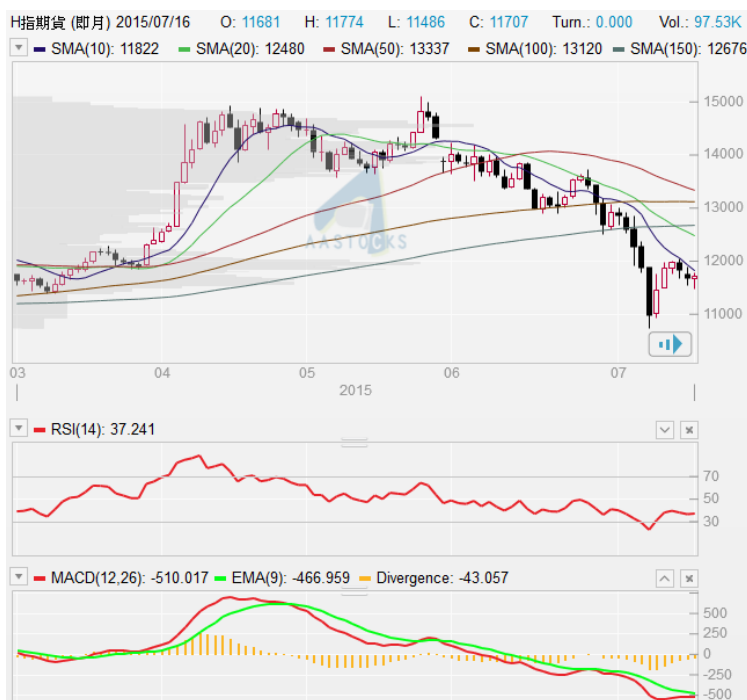 H指期貨 (即月) 2015/07/16 O: 11681 H: 11774 L: 11486 C: 11707 Turn.: 0.000 Vol.: 97.53K
SMA(10): 11822 SMA(20): 12480 SMA(50): 13337 SMA(100): 13120 SMA(150): 12676
15000
14000
13000
AASTOCKS
12000
11000
03 04 05 06 07
2015
RSI(14): 37.241
70
50
30
MACD(12,26): -510.017 EMA(9): -466.959 Divergence: -43.057
500
250
0
-250
-500